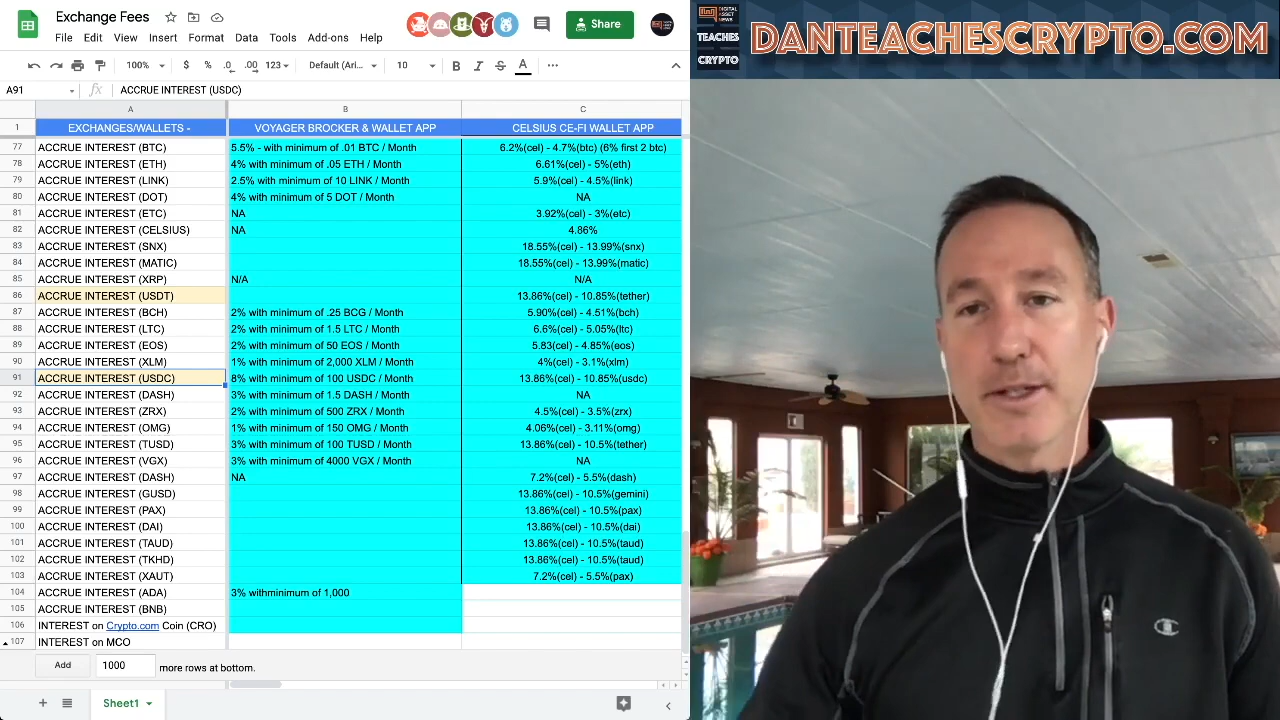 Exchange Fees
Share
File Edit View Insert Format Data Tools Add-ons Help
100% $ % .0 .00 123 Default (Ari... 10 B I S A
A91 fx ACCRUE INTEREST (USDC)
A B C
1 EXCHANGES/WALLETS - VOYAGER BROCKER & WALLET APP CELSIUS CE-FI WALLET APP
77 ACCRUE INTEREST (BTC) 5.5% - with minimum of .01 BTC / Month 6.2%(cel) - 4.7%(btc) (6% first 2 btc)
78 ACCRUE INTEREST (ETH) 4% with minimum of .05 ETH / Month 6.61%(cel) - 5%(eth)
79 ACCRUE INTEREST (LINK) 2.5% with minimum of 10 LINK / Month 5.9%(cel) - 4.5%(link)
80 ACCRUE INTEREST (DOT) 4% with minimum of 5 DOT / Month NA
81 ACCRUE INTEREST (ETC) NA 3.92%(cel) - 3%(etc)
82 ACCRUE INTEREST (CELSIUS) NA 4.86%
83 ACCRUE INTEREST (SNX) 18.55%(cel) - 13.99%(snx)
84 ACCRUE INTEREST (MATIC) 18.55%(cel) - 13.99%(matic)
85 ACCRUE INTEREST (XRP) N/A N/A
86 ACCRUE INTEREST (USDT) 13.86%(cel) - 10.85%(tether)
87 ACCRUE INTEREST (BCH) 2% with minimum of .25 BCG / Month 5.90%(cel) - 4.51%(bch)
88 ACCRUE INTEREST (LTC) 2% with minimum of 1.5 LTC / Month 6.6%(cel) - 5.05%(ltc)
89 ACCRUE INTEREST (EOS) 2% with minimum of 50 EOS / Month 5.83(cel) - 4.85%(eos)
90 ACCRUE INTEREST (XLM) 1% with minimum of 2,000 XLM / Month 4%(cel) - 3.1%(xlm)
91 ACCRUE INTEREST (USDC) 8% with minimum of 100 USDC / Month 13.86%(cel) - 10.85%(usdc)
92 ACCRUE INTEREST (DASH) 3% with minimum of 1.5 DASH / Month NA
93 ACCRUE INTEREST (ZRX) 2% with minimum of 500 ZRX / Month 4.5%(cel) - 3.5%(zrx)
94 ACCRUE INTEREST (OMG) 1% with minimum of 150 OMG / Month 4.06%(cel) - 3.11%(omg)
95 ACCRUE INTEREST (TUSD) 3% with minimum of 100 TUSD / Month 13.86%(cel) - 10.5%(tether)
96 ACCRUE INTEREST (VGX) 3% with minimum of 4000 VGX / Month NA
97 ACCRUE INTEREST (DASH) NA 7.2%(cel) - 5.5%(dash)
98 ACCRUE INTEREST (GUSD) 13.86%(cel) - 10.5%(gemini)
99 ACCRUE INTEREST (PAX) 13.86%(cel) - 10.5%(pax)
100 ACCRUE INTEREST (DAI) 13.86%(cel) - 10.5%(dai)
101 ACCRUE INTEREST (TAUD) 13.86%(cel) - 10.5%(taud)
102 ACCRUE INTEREST (TKHD) 13.86%(cel) - 10.5%(taud)
103 ACCRUE INTEREST (XAUT) 7.2%(cel) - 5.5%(pax)
104 ACCRUE INTEREST (ADA) 3% withminimum of 1,000
105 ACCRUE INTEREST (BNB)
106 INTEREST on Crypto.com Coin (CRO)
107 INTEREST on MCO
Add 1000 more rows at bottom.
Sheet1
DIGITAL
ASSET
NEWS
TEACHES
CRYPTO
DANTEACHESCRYPTO.COM